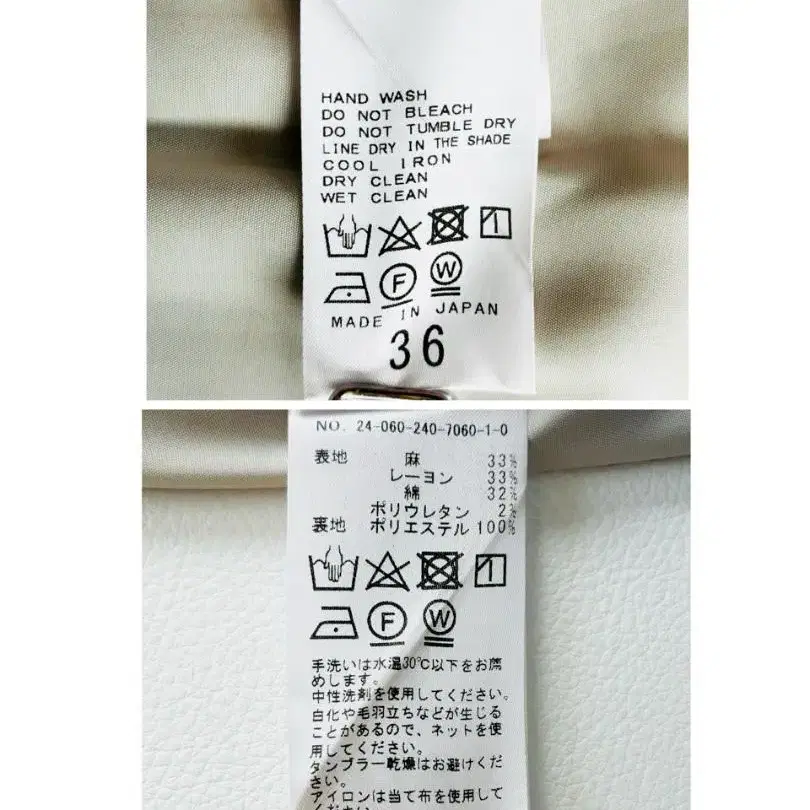 HAND WASH
DO NOT BLEACH
DO NOT TUMBLE DRY
LINE DRY IN THE SHADE
COOL IRON
DRY CLEAN
WET CLEAN
F W
MADE IN JAPAN
36
NO. 24-060-240-7060-1-0
表地 麻 33%
レーヨン 33%
綿 32%
ポリウレタン 2%
裏地 ポリエステル 100%
F W
手洗いは水温30℃以下をお薦
めします。
中性洗剤を使用してください。
白化や毛羽立ちなどが生じる
ことがあるので、ネットを使
用してください。
タンブラー乾燥はお避けくだ
さい。
アイロンは当て布を使用して
ください